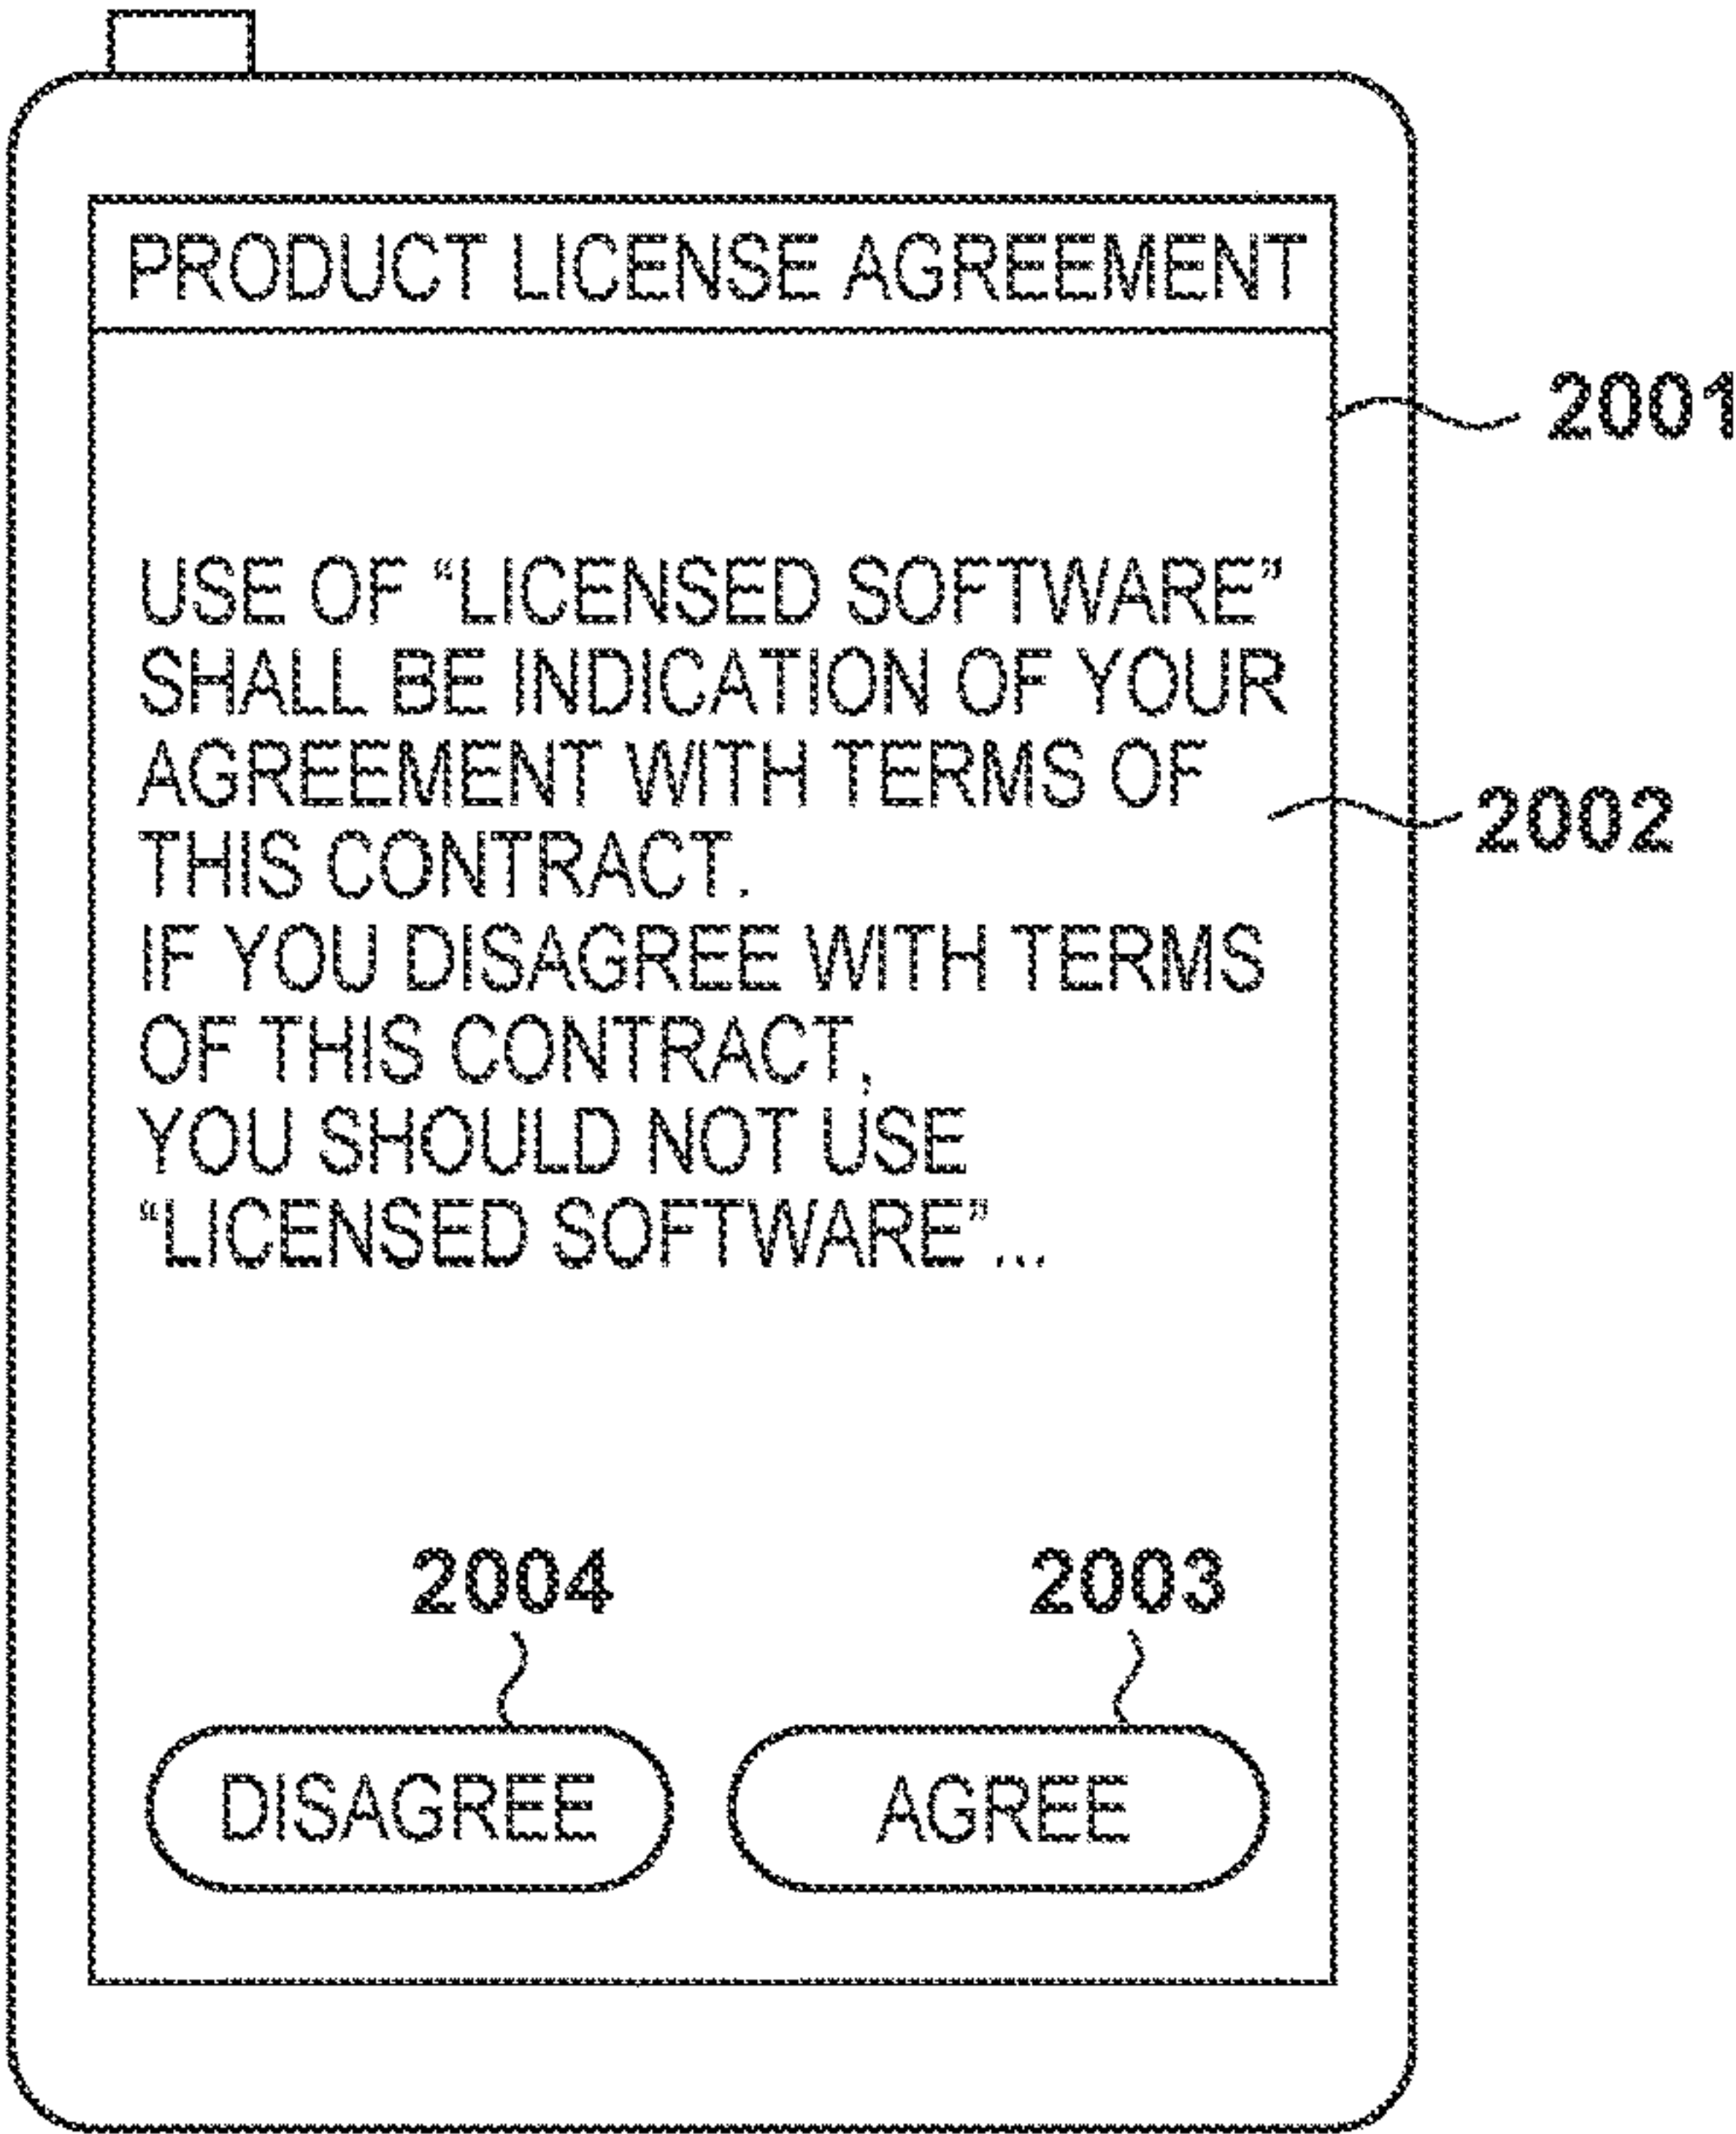 PRODUCT LICENSE AGREEMENT
2001
USE OF “LICENSED SOFTWARE”
SHALL BE INDICATION OF YOUR
AGREEMENT WITH TERMS OF
2002
THIS CONTRACT.
IF YOU DISAGREE WITH TERMS
OF THIS CONTRACT,
YOU SHOULD NOT USE
“LICENSED SOFTWARE”...
2004
2003
DISAGREE
AGREE